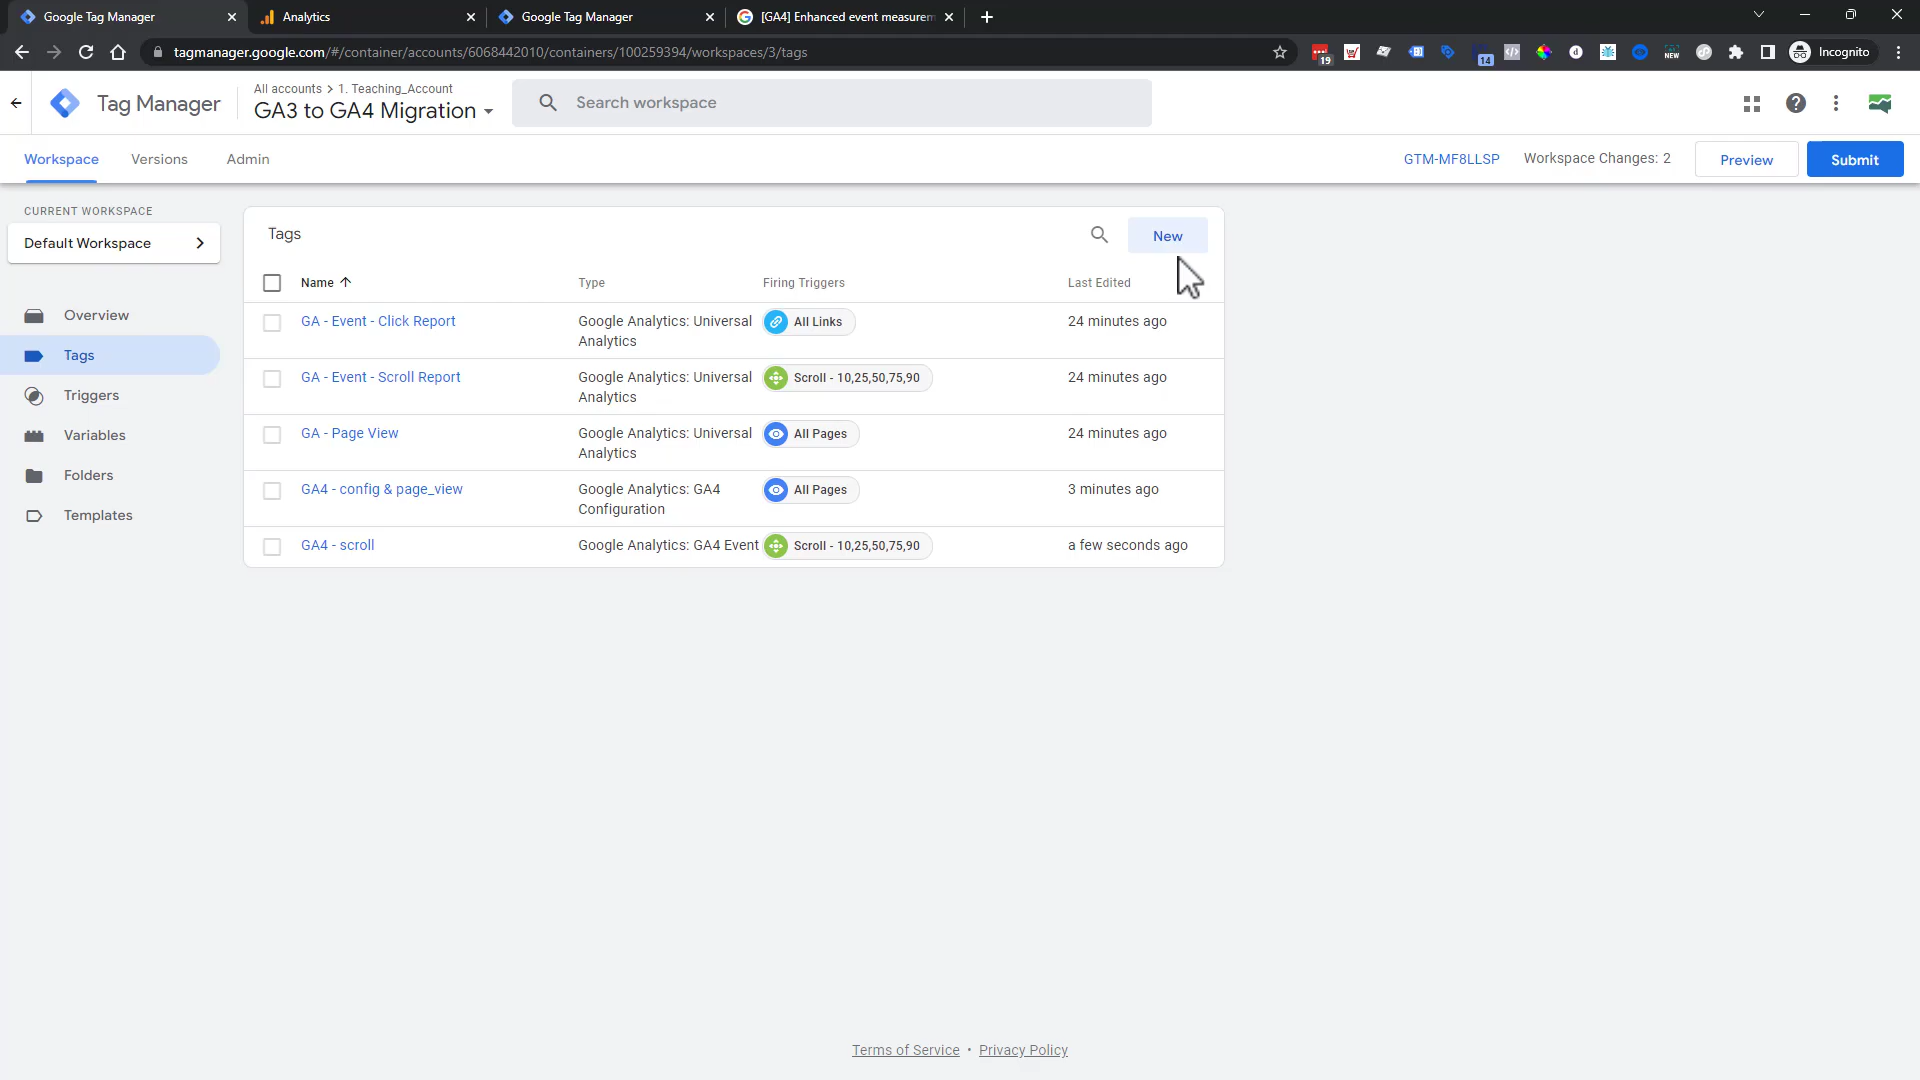 Google Tag Manager
Analytics
Google Tag Manager
[GA4] Enhanced event measurem
tagmanager.google.com/#/container/accounts/6068442010/containers/100259394/workspaces/3/tags
19
14
NEW
Incognito
Tag Manager
All accounts > 1. Teaching_Account
GA3 to GA4 Migration
Search workspace
Workspace
Versions
Admin
GTM-MF8LLSP
Workspace Changes: 2
Preview
Submit
CURRENT WORKSPACE
Default Workspace
Overview
Tags
Triggers
Variables
Folders
Templates
Tags
New
Name
Type
Firing Triggers
Last Edited
GA - Event - Click Report
Google Analytics: Universal
Analytics
All Links
24 minutes ago
GA - Event - Scroll Report
Google Analytics: Universal
Analytics
Scroll - 10,25,50,75,90
24 minutes ago
GA - Page View
Google Analytics: Universal
Analytics
All Pages
24 minutes ago
GA4 - config & page_view
Google Analytics: GA4
Configuration
All Pages
3 minutes ago
GA4 - scroll
Google Analytics: GA4 Event
Scroll - 10,25,50,75,90
a few seconds ago
Terms of Service • Privacy Policy